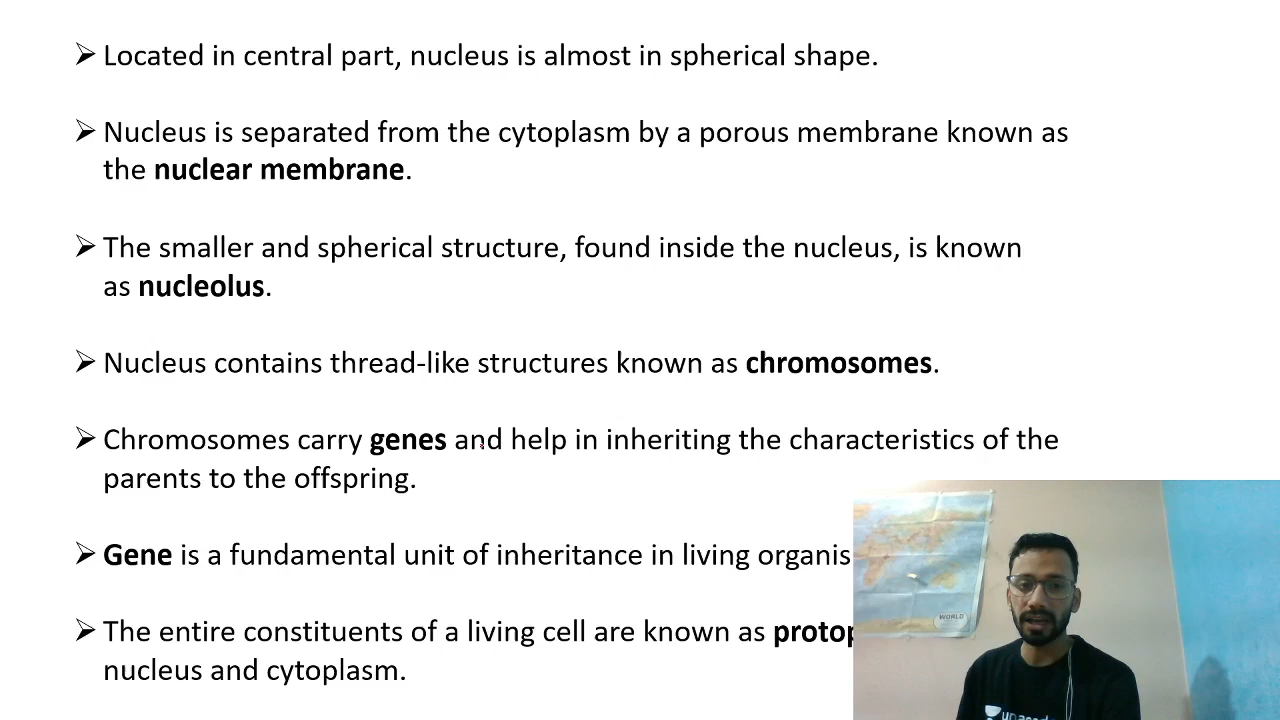 ➢ Located in central part, nucleus is almost in spherical shape.
➢ Nucleus is separated from the cytoplasm by a porous membrane known as
the nuclear membrane.
➢ The smaller and spherical structure, found inside the nucleus, is known
as nucleolus.
➢ Nucleus contains thread-like structures known as chromosomes.
➢ Chromosomes carry genes and help in inheriting the characteristics of the
parents to the offspring.
➢ Gene is a fundamental unit of inheritance in living organis
➢ The entire constituents of a living cell are known as protop
nucleus and cytoplasm.
WORLD